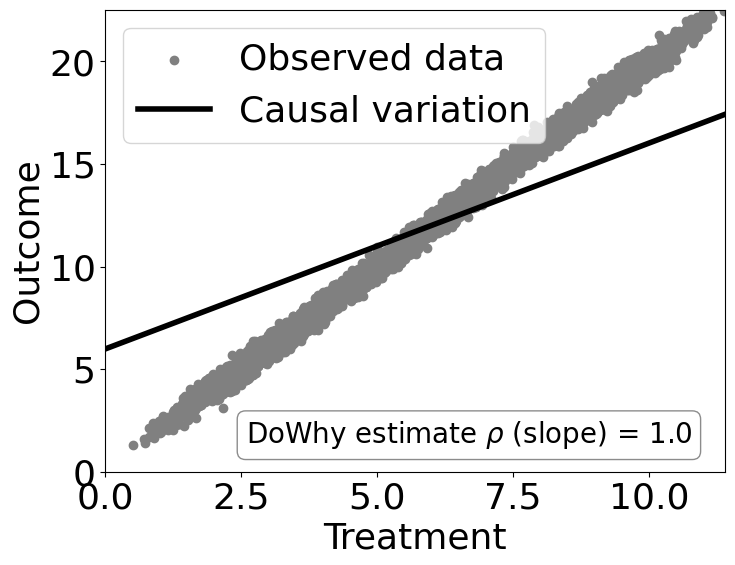 Observed data
Causal variation
20
15
10
5
0
Outcome
DoWhy estimate ρ (slope) = 1.0
0.0 2.5 5.0 7.5 10.0
Treatment